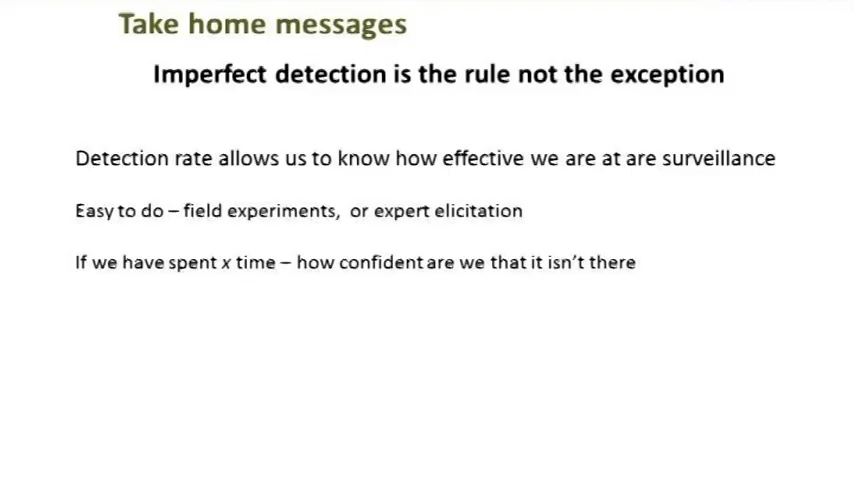 Take home messages
Imperfect detection is the rule not the exception
Detection rate allows us to know how effective we are at are surveillance
Easy to do – field experiments, or expert elicitation
If we have spent x time – how confident are we that it isn’t there